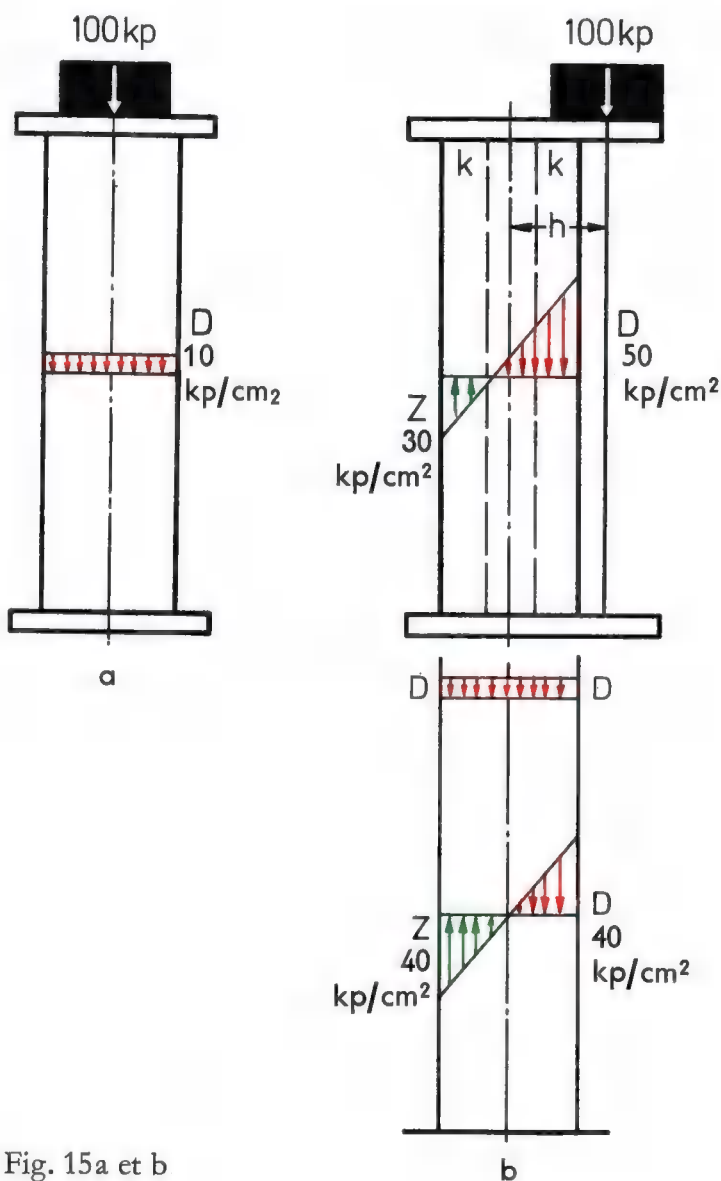 100kp
D
10
kp/cm₂
a
100kp
k
k
h
D
50
kp/cm²
Z
30
kp/cm²
D
D
Z
40
kp/cm²
D
40
kp/cm²
b
Fig. 15a et b